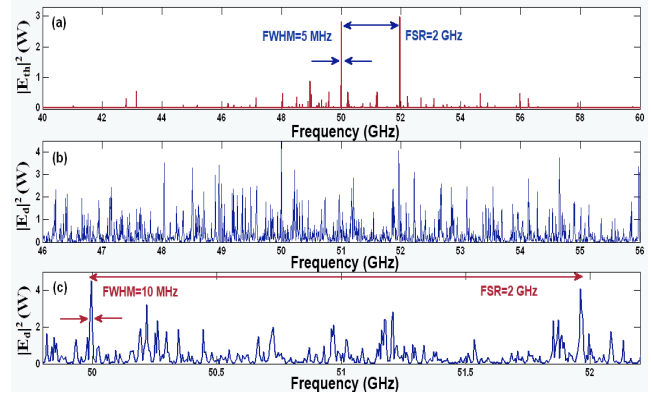 (a)
FWHM=5 MHz
FSR=2 GHz
|E_th|² (W)
3
2
1
0
40 42 44 46 48 50 52 54 56 58 60
Frequency (GHz)
(b)
|E_d|² (W)
4
3
2
1
0
46 47 48 49 50 51 52 53 54 55 56
Frequency (GHz)
(c)
FWHM=10 MHz
FSR=2 GHz
|E_d|² (W)
4
2
0
50 50.5 51 51.5 52
Frequency (GHz)